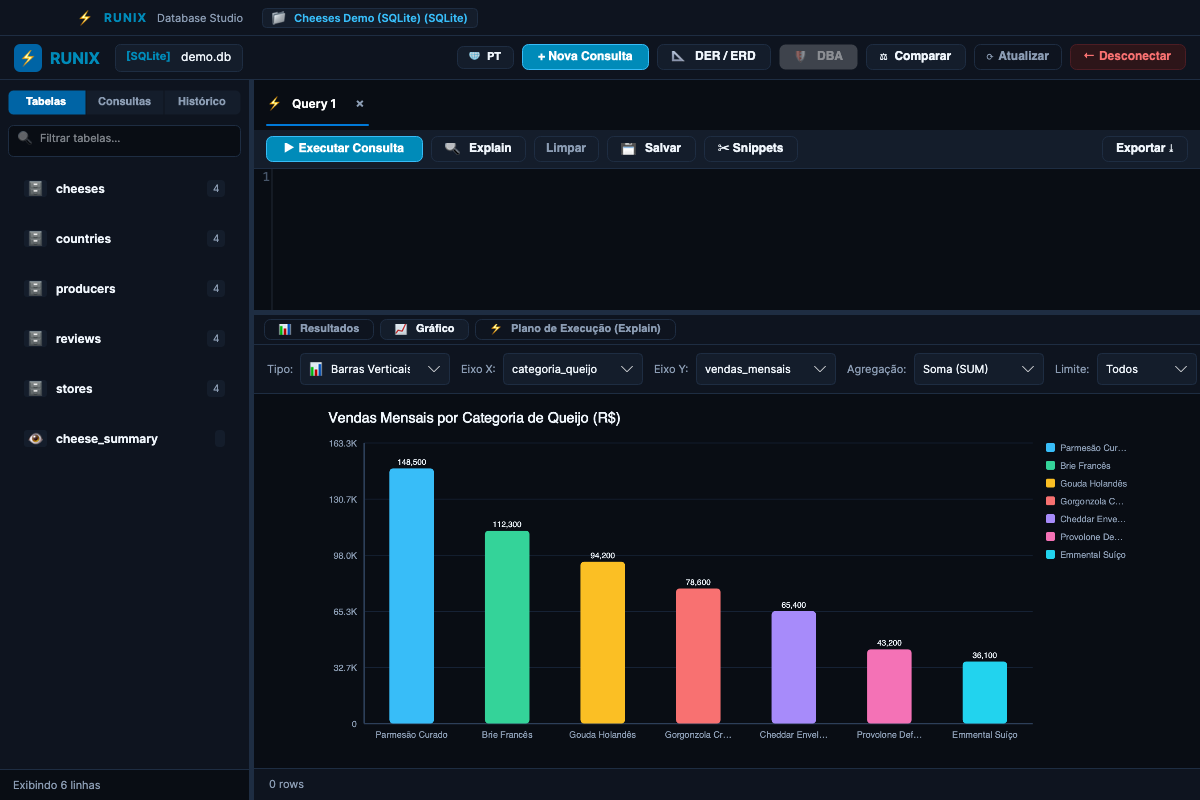 RUNIX Database Studio Cheeses Demo (SQLite) (SQLite)
RUNIX [SQLite] demo.db PT + Nova Consulta DER / ERD DBA Comparar Atualizar ← Desconectar
Tabelas Consultas Histórico
Filtrar tabelas...
cheeses 4
countries 4
producers 4
reviews 4
stores 4
cheese_summary
Exibindo 6 linhas
Query 1 ×
▶ Executar Consulta Explain Limpar Salvar ✂ Snippets Exportar ↓
1
Resultados Gráfico Plano de Execução (Explain)
Tipo: Barras Verticais Eixo X: categoria_queijo Eixo Y: vendas_mensais Agregação: Soma (SUM) Limite: Todos
Vendas Mensais por Categoria de Queijo (R$)
163.3K
130.7K
98.0K
65.3K
32.7K
0
148,500
112,300
94,200
78,600
65,400
43,200
36,100
Parmesão Curado
Brie Francês
Gouda Holandês
Gorgonzola Cr...
Cheddar Envel...
Provolone Def...
Emmental Suíço
Parmesão Cur...
Brie Francês
Gouda Holandês
Gorgonzola C...
Cheddar Enve...
Provolone De...
Emmental Suíço
0 rows